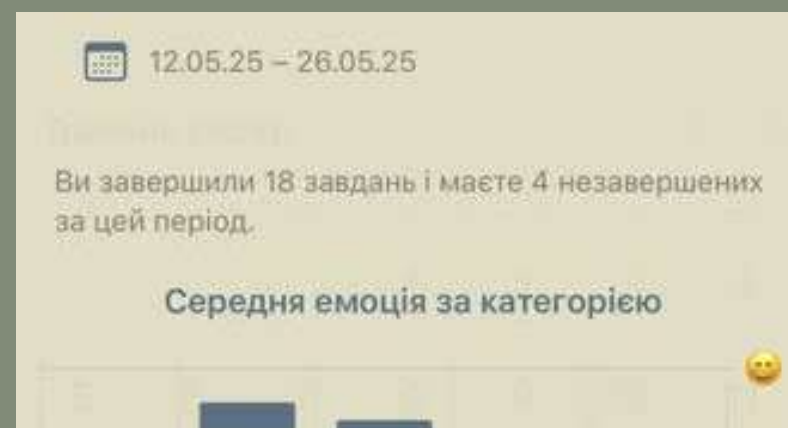 12.05.25 – 26.05.25
Ви завершили 18 завдань і маєте 4 незавершених
за цей період.
Середня емоція за категорією